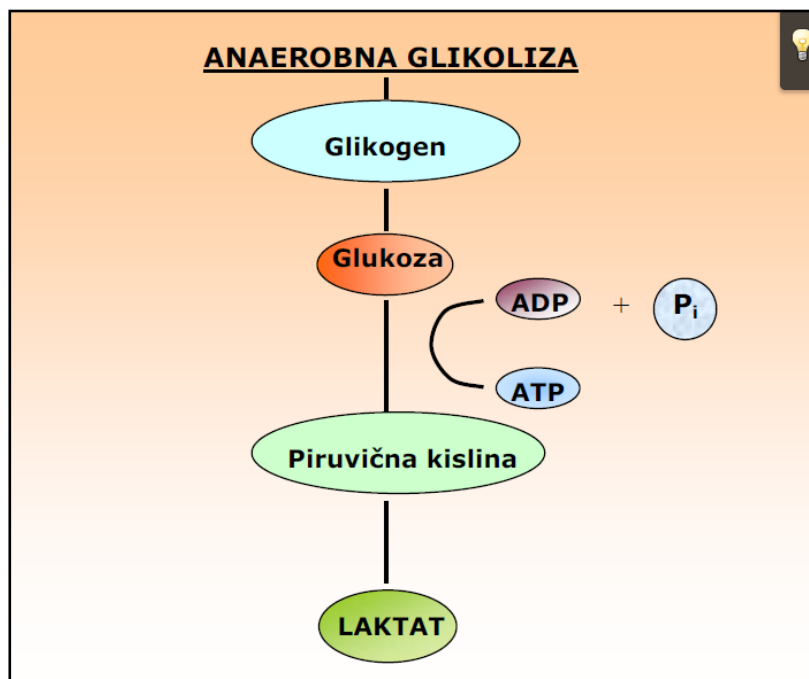 ANAEROBNA GLIKOLIZA
Glikogen
Glukoza
ADP + Pi
ATP
Piruvična kislina
LAKTAT